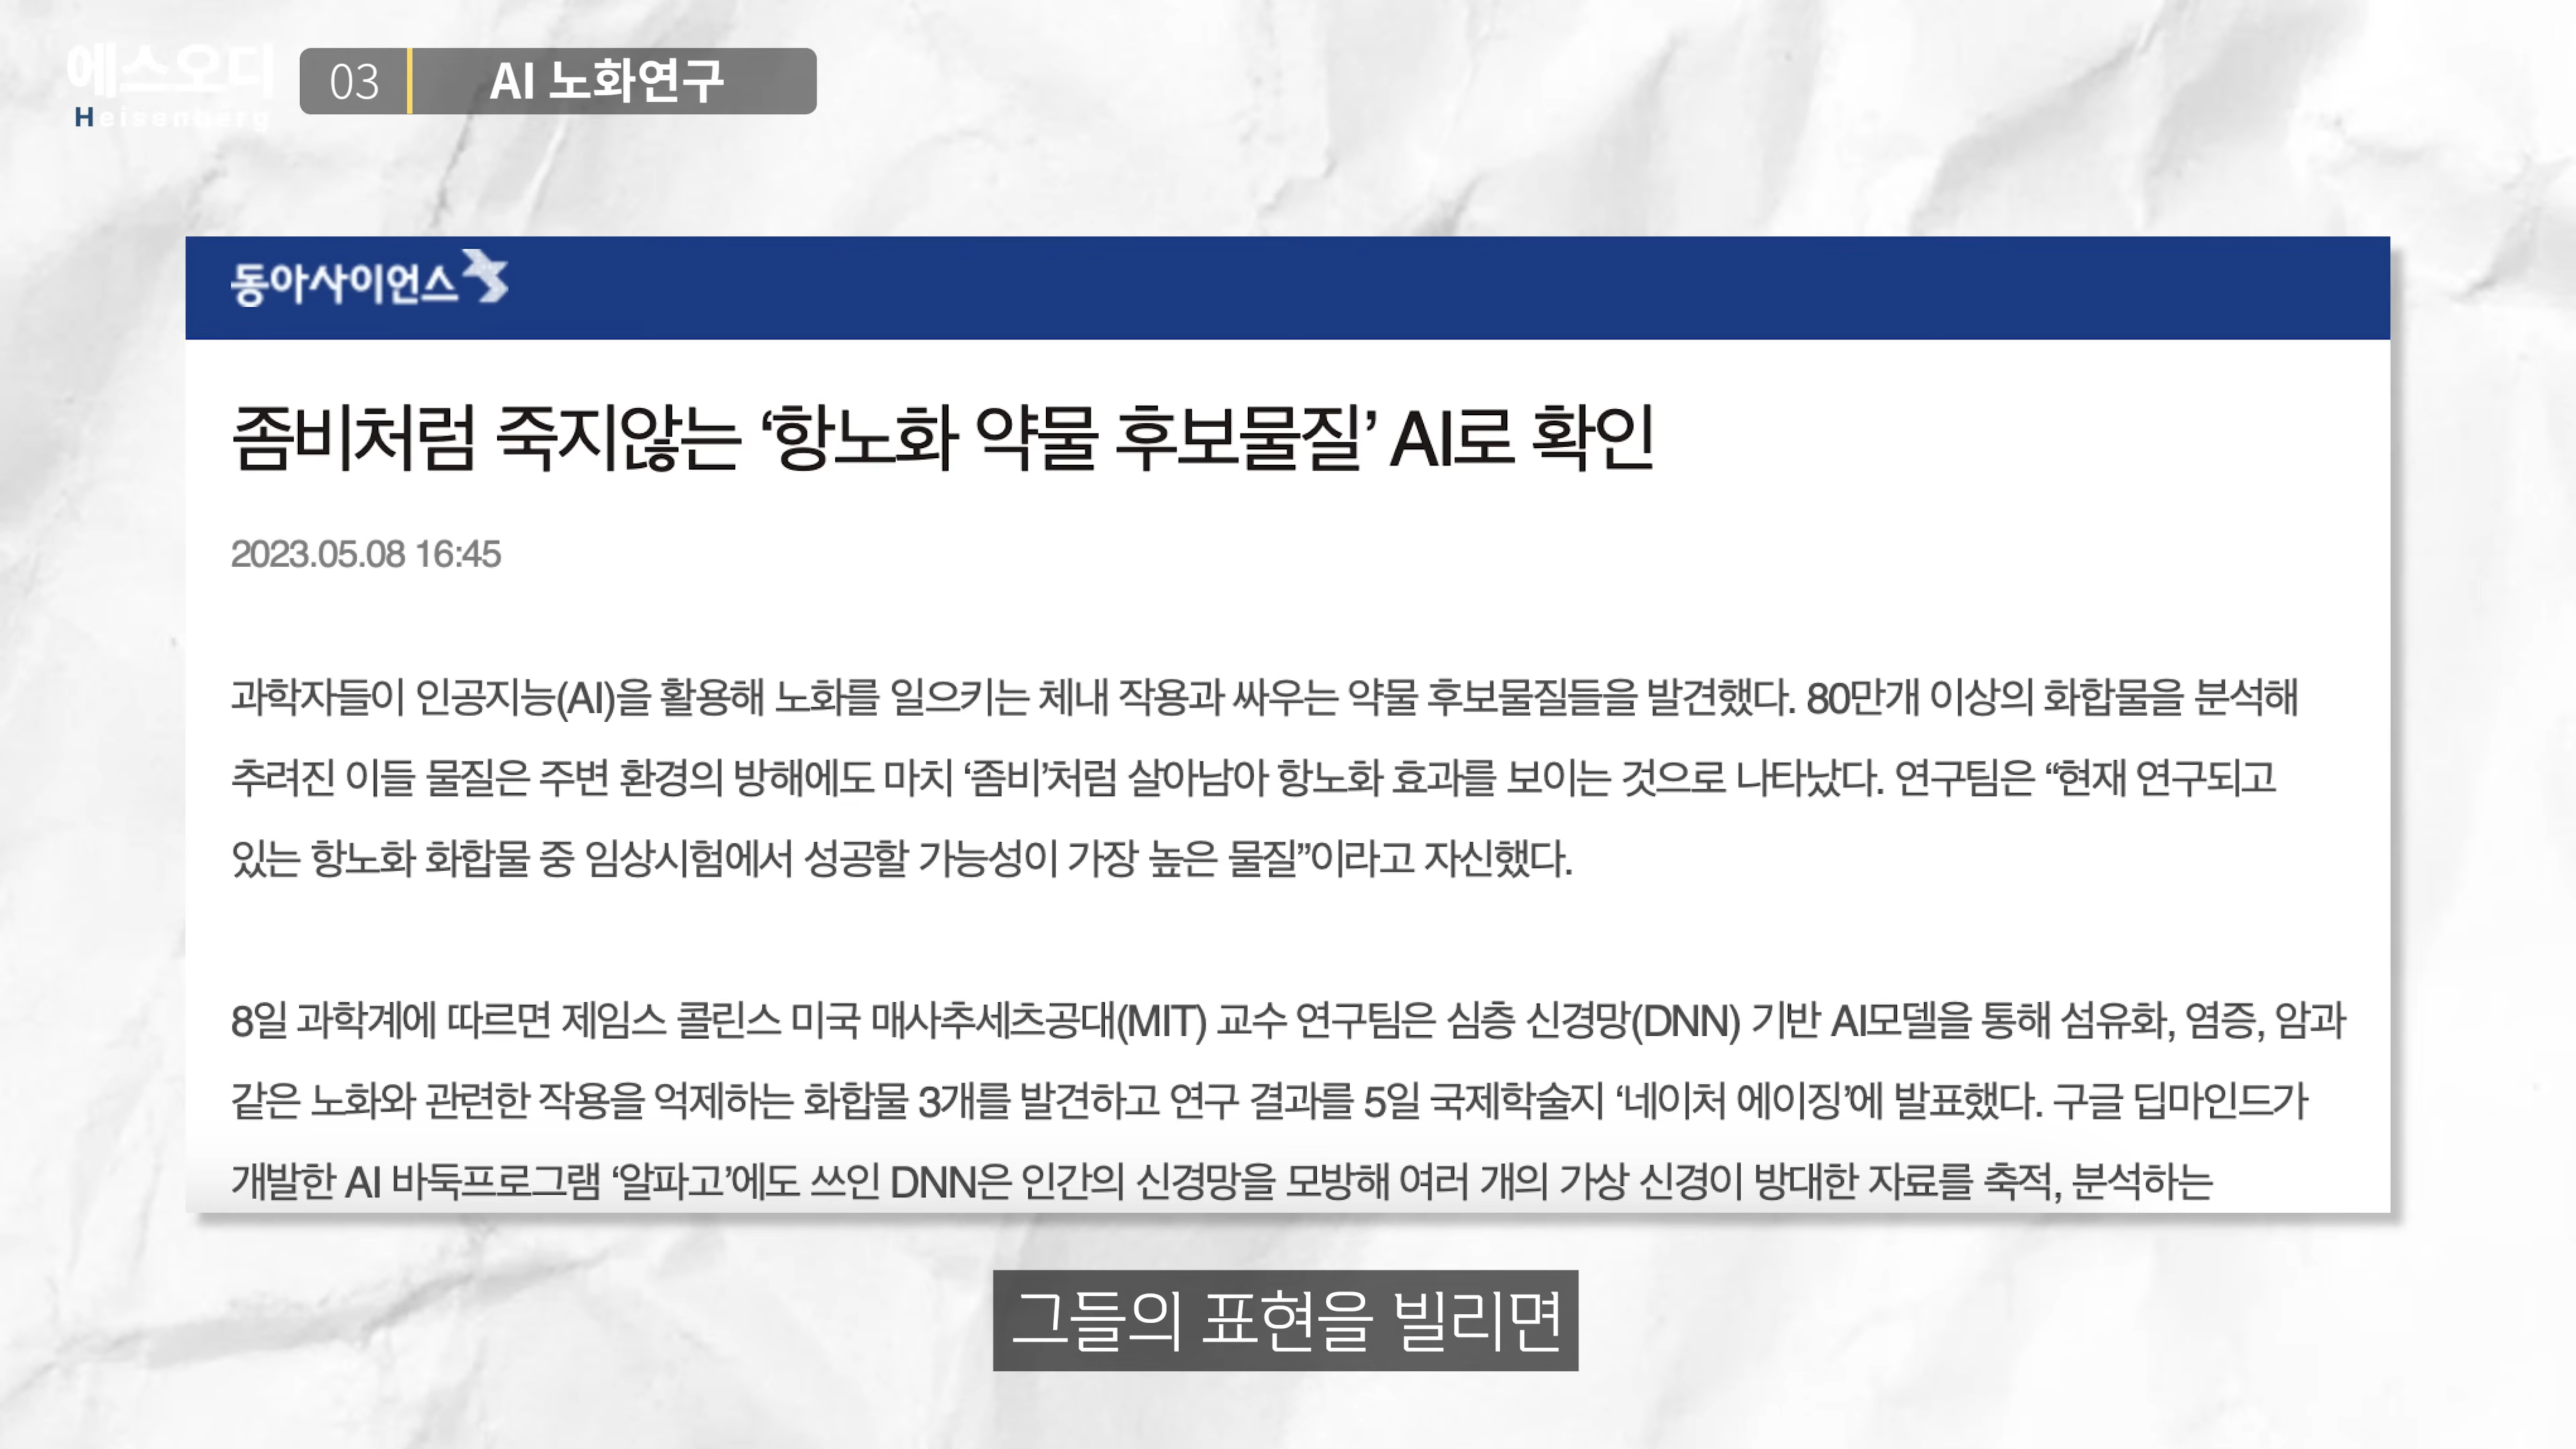 에스오디
Heisenberg
03 AI 노화연구
동아사이언스
좀비처럼 죽지않는 ‘항노화 약물 후보물질’ AI로 확인
2023.05.08 16:45
과학자들이 인공지능(AI)을 활용해 노화를 일으키는 체내 작용과 싸우는 약물 후보물질들을 발견했다. 80만개 이상의 화합물을 분석해
추려진 이들 물질은 주변 환경의 방해에도 마치 ‘좀비’처럼 살아남아 항노화 효과를 보이는 것으로 나타났다. 연구팀은 “현재 연구되고
있는 항노화 화합물 중 임상시험에서 성공할 가능성이 가장 높은 물질”이라고 자신했다.
8일 과학계에 따르면 제임스 콜린스 미국 매사추세츠공대(MIT) 교수 연구팀은 심층 신경망(DNN) 기반 AI모델을 통해 섬유화, 염증, 암과
같은 노화와 관련한 작용을 억제하는 화합물 3개를 발견하고 연구 결과를 5일 국제학술지 ‘네이처 에이징’에 발표했다. 구글 딥마인드가
개발한 AI 바둑프로그램 ‘알파고’에도 쓰인 DNN은 인간의 신경망을 모방해 여러 개의 가상 신경이 방대한 자료를 축적, 분석하는
그들의 표현을 빌리면